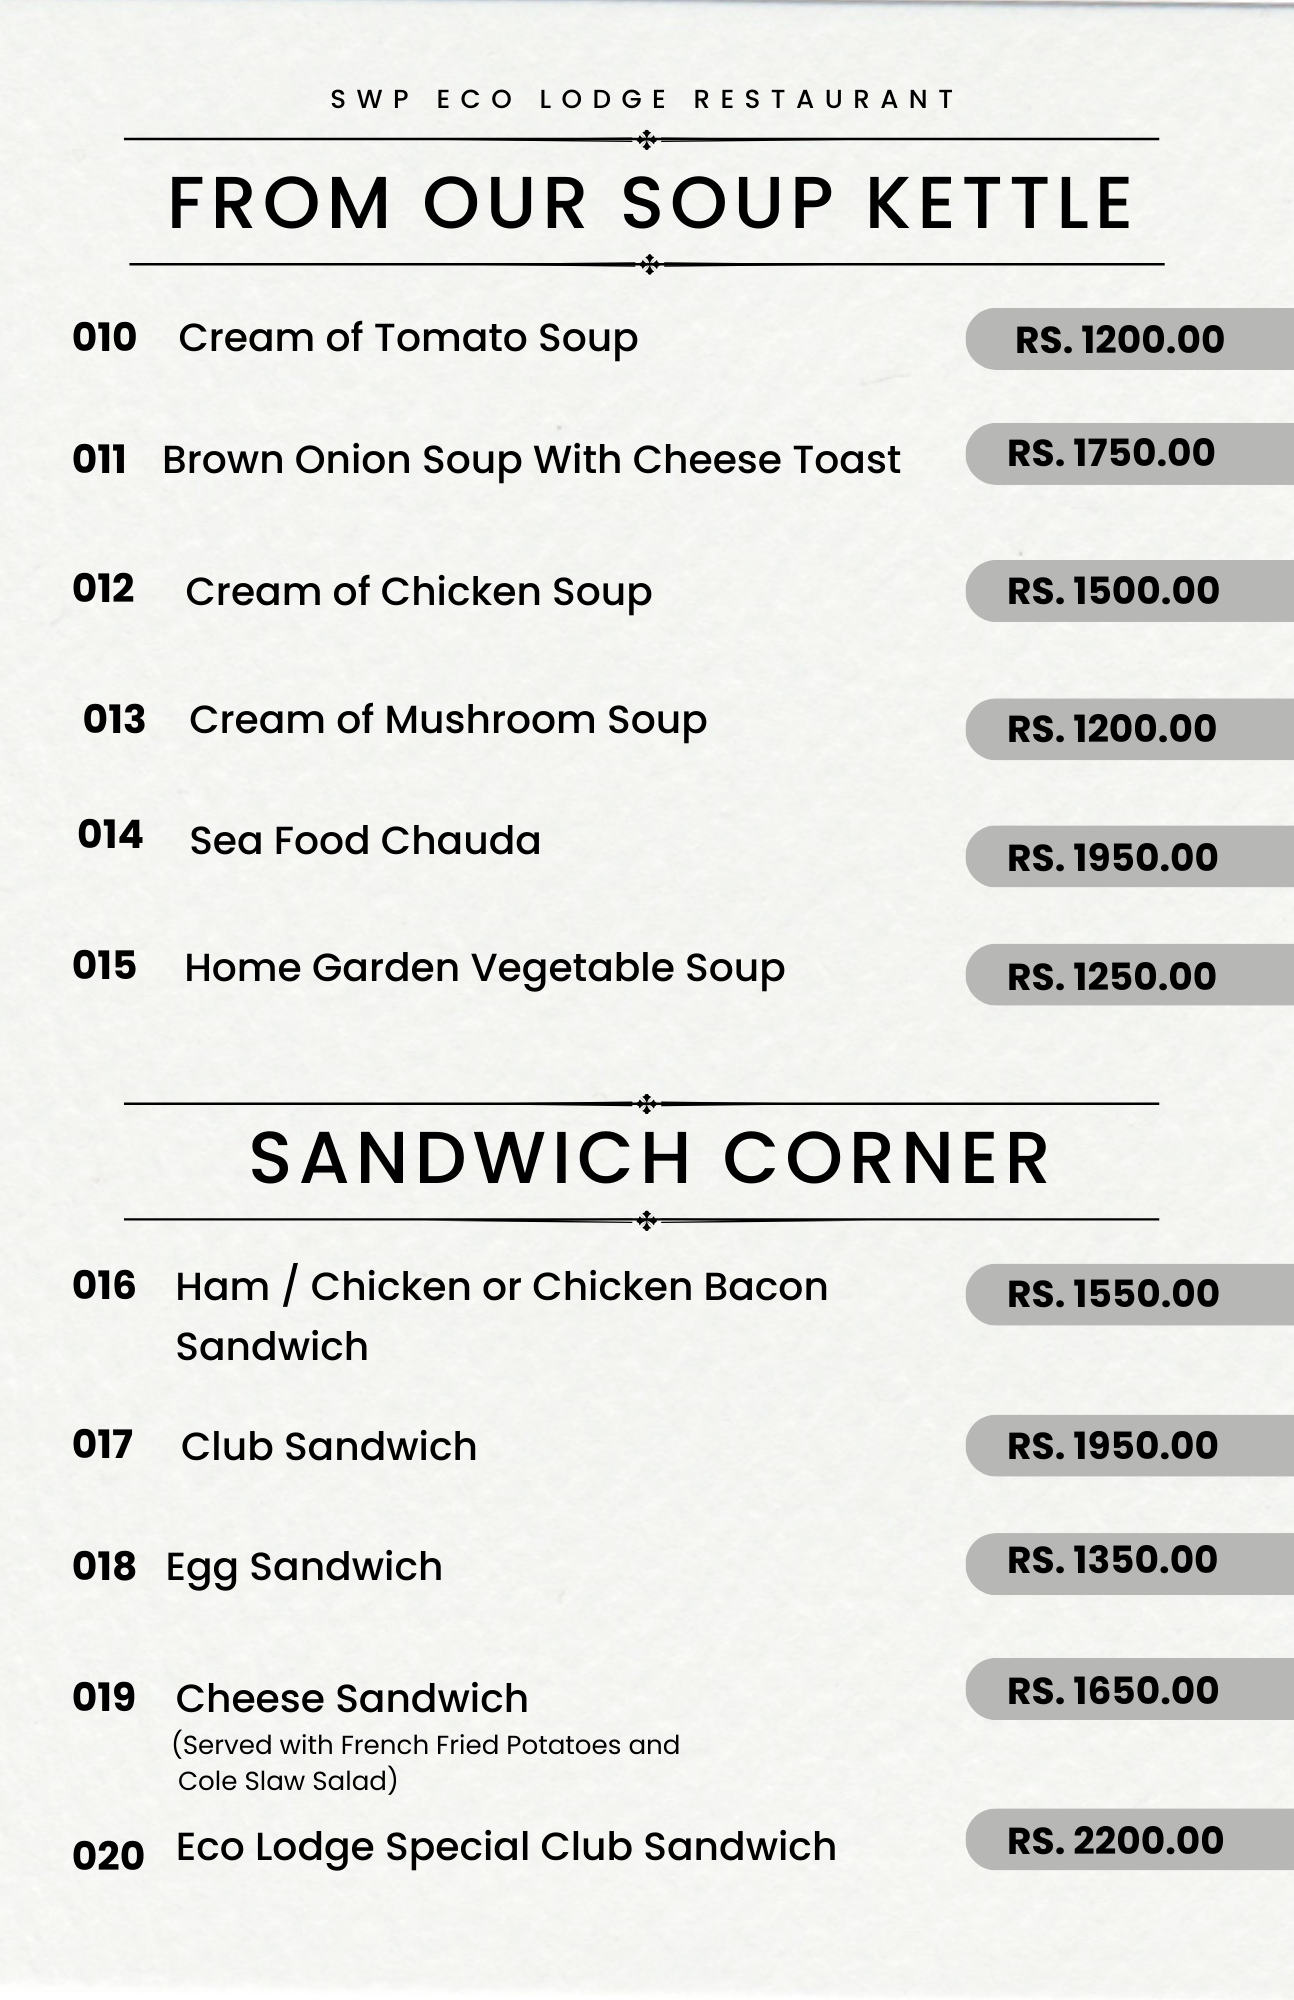 SWP ECO LODGE RESTAURANT
FROM OUR SOUP KETTLE
010 Cream of Tomato Soup RS. 1200.00
011 Brown Onion Soup With Cheese Toast RS. 1750.00
012 Cream of Chicken Soup RS. 1500.00
013 Cream of Mushroom Soup RS. 1200.00
014 Sea Food Chauda RS. 1950.00
015 Home Garden Vegetable Soup RS. 1250.00
SANDWICH CORNER
016 Ham / Chicken or Chicken Bacon RS. 1550.00
Sandwich
017 Club Sandwich RS. 1950.00
018 Egg Sandwich RS. 1350.00
019 Cheese Sandwich RS. 1650.00
(Served with French Fried Potatoes and
Cole Slaw Salad)
020 Eco Lodge Special Club Sandwich RS. 2200.00